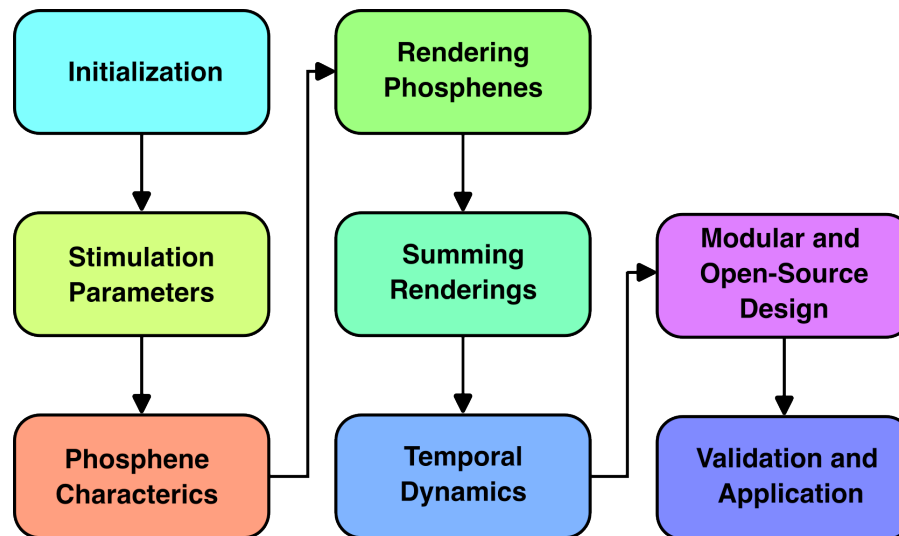 Initialization
Stimulation
Parameters
Phosphene
Characterics
Rendering
Phosphenes
Summing
Renderings
Temporal
Dynamics
Modular and
Open-Source
Design
Validation and
Application